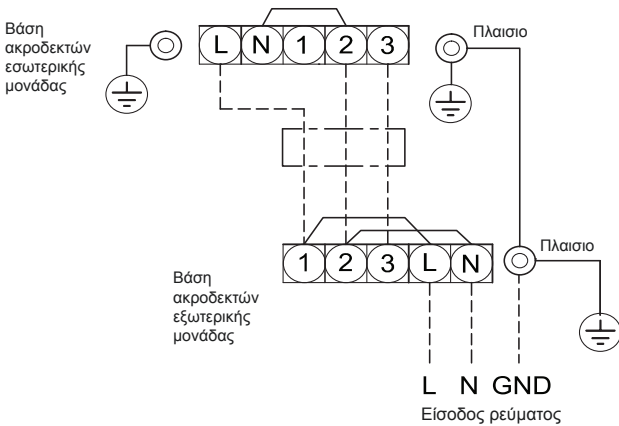 Βάση
ακροδεκτών
εσωτερικής
μονάδας
L N 1 2 3
Πλαισιο
1 2 3 L N
Πλαισιο
Βάση
ακροδεκτών
εξωτερικής
μονάδας
L N GND
Είσοδος ρεύματος